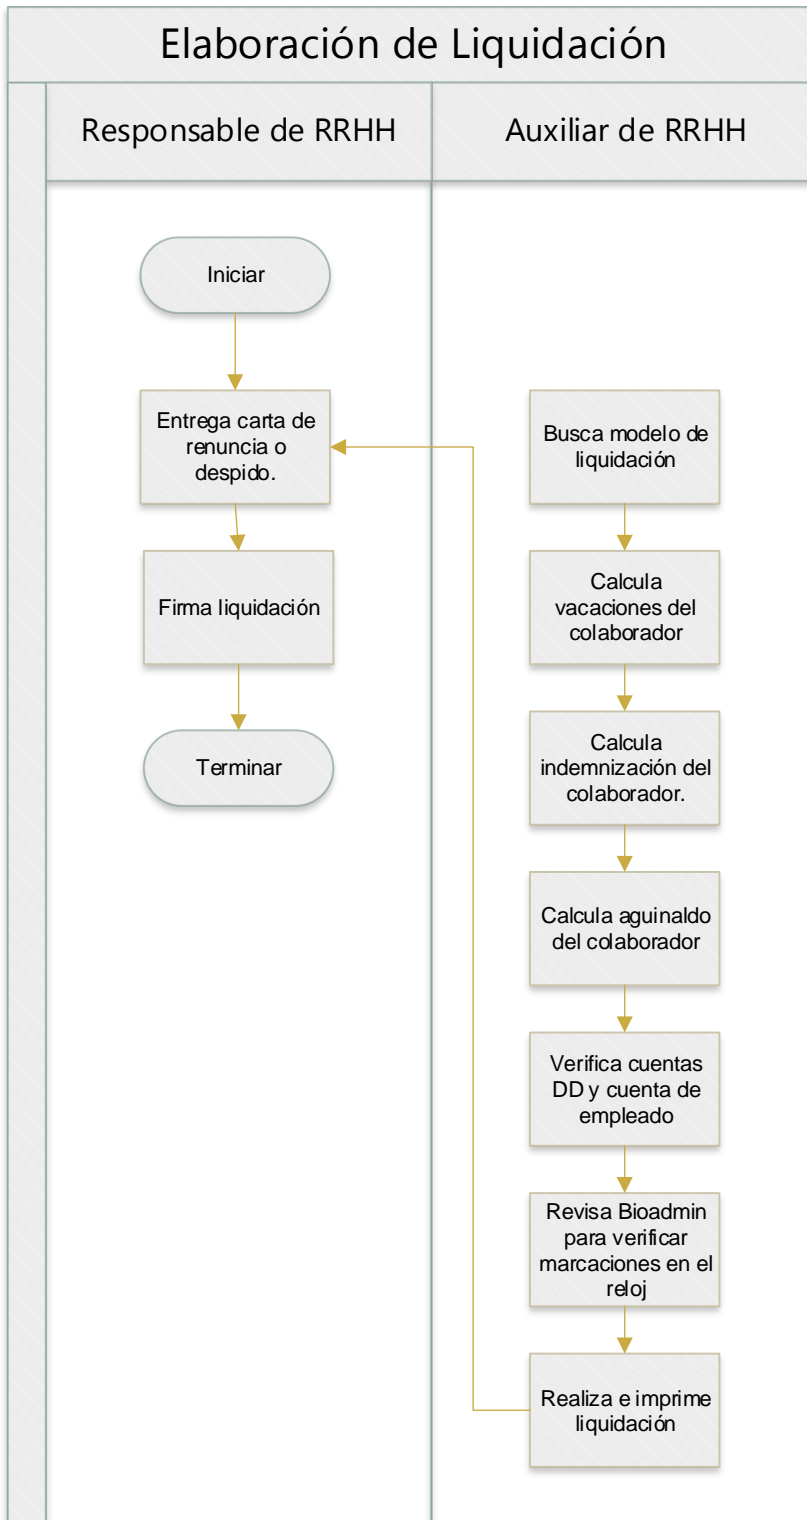 Elaboración de Liquidación
Responsable de RRHH
Auxiliar de RRHH
Iniciar
Entrega carta de
renuncia o
despido.
Firma liquidación
Terminar
Busca modelo de
liquidación
Calcula
vacaciones del
colaborador
Calcula
indemnización del
colaborador.
Calcula aguinaldo
del colaborador
Verifica cuentas
DD y cuenta de
empleado
Revisa Bioadmin
para verificar
marcaciones en el
reloj
Realiza e imprime
liquidación